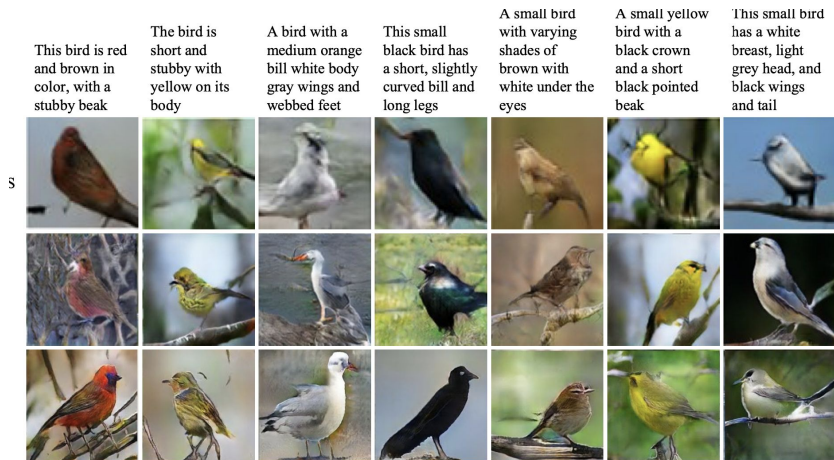 This bird is red
and brown in
color, with a
stubby beak
The bird is
short and
stubby with
yellow on its
body
A bird with a
medium orange
bill white body
gray wings and
webbed feet
This small
black bird has
a short, slightly
curved bill and
long legs
A small bird
with varying
shades of
brown with
white under the
eyes
A small yellow
bird with a
black crown
and a short
black pointed
beak
This small bird
has a white
breast, light
grey head, and
black wings
and tail
s